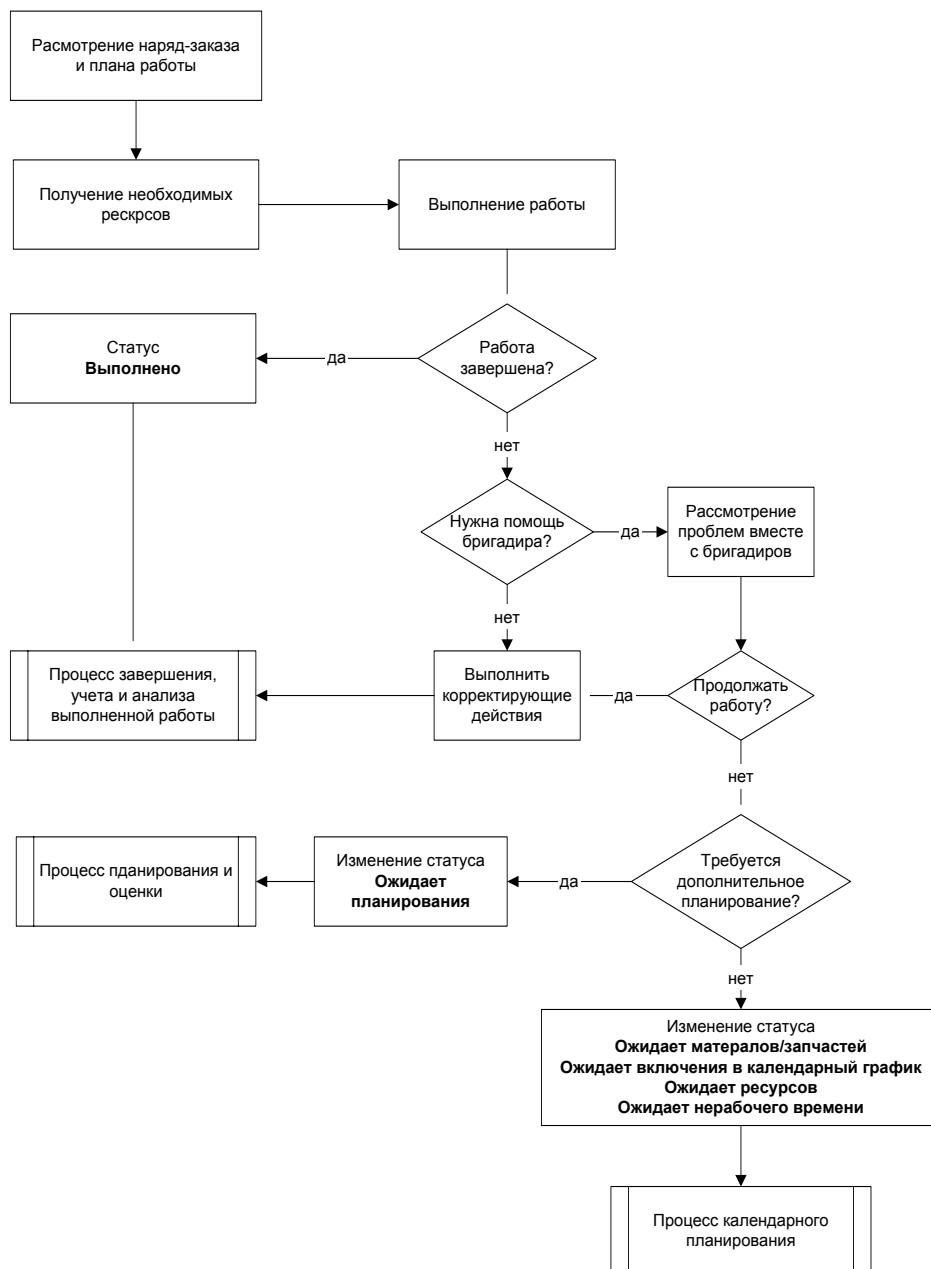 Расмотрение наряд-заказа
и плана работы
Получение необходимых
рескрсов
Выполнение работы
Статус
Выполнено
да
Работа
завершена?
нет
Нужна помощь
бригадира?
да
Рассмотрение
проблем вместе
с бригадиров
нет
Процесс завершения,
учета и анализа
выполненной работы
Выполнить
корректирующие
действия
да
Продолжать
работу?
нет
Процесс пданирования и
оценки
Изменение статуса
Ожидает
планирования
да
Требуется
дополнительное
планирование?
нет
Изменение статуса
Ожидает матералов/запчастей
Ожидает включения в календарный график
Ожидает ресурсов
Ожидает нерабочего времени
Процесс календарного
планирования